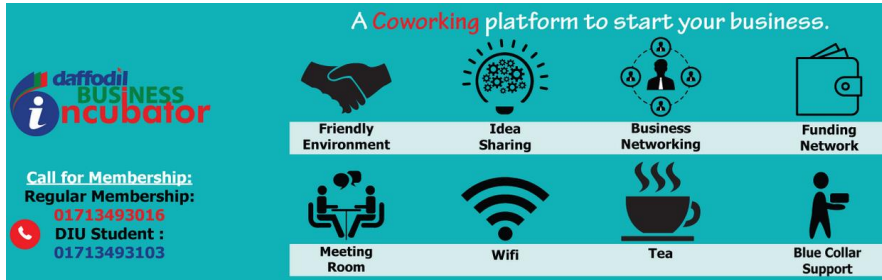 A Coworking platform to start your business.
daffodil
BUSINESS
incubator
Call for Membership:
Regular Membership:
01713493016
DIU Student :
01713493103
Friendly
Environment
Idea
Sharing
Business
Networking
Funding
Network
Meeting
Room
Wifi
Tea
Blue Collar
Support